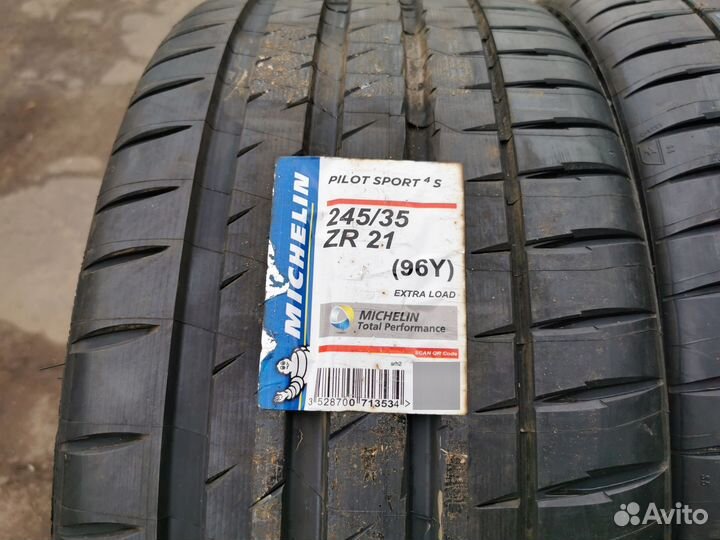 MICHELIN
PILOT SPORT 4 S
245/35
ZR 21
(96Y)
EXTRA LOAD
MICHELIN
Total Performance
SCAN QR Code
3 528700 713534 >
Avito